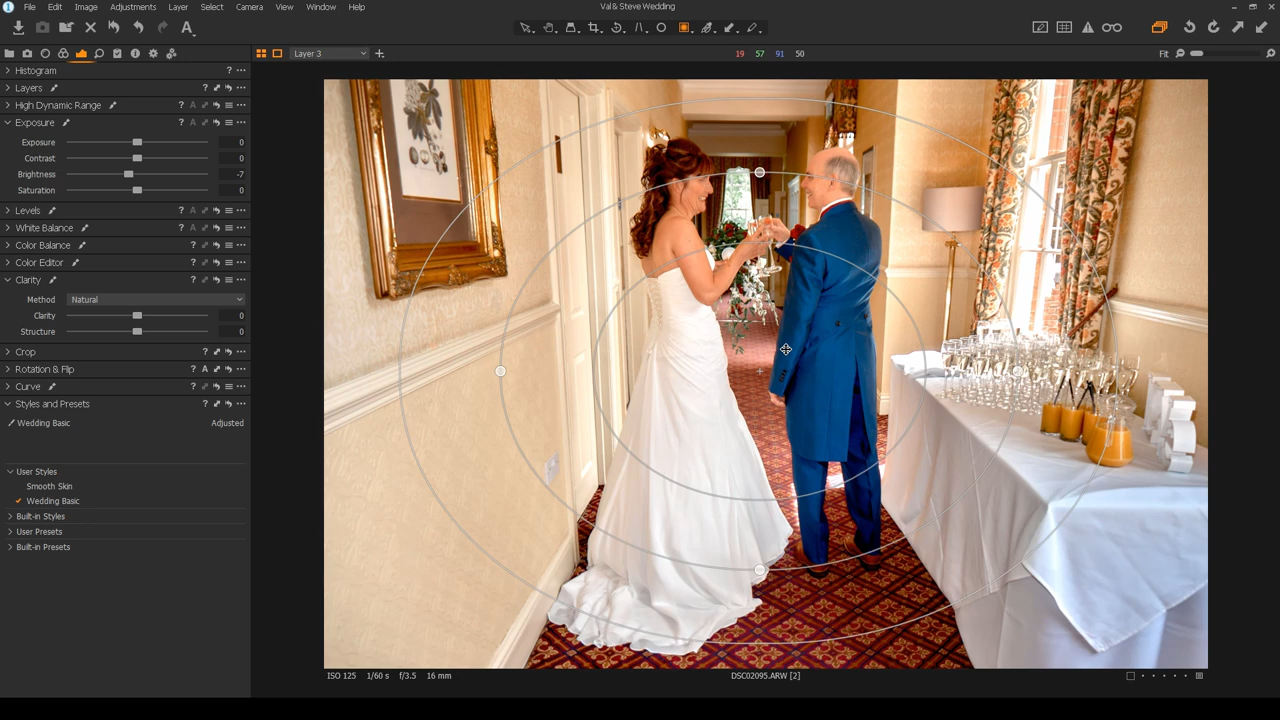 File Edit Image Adjustments Layer Select Camera View Window Help Val & Steve Wedding
Layer 3 19 57 91 50 Fit
Histogram
Layers
High Dynamic Range
Exposure
Exposure 0
Contrast 0
Brightness -7
Saturation 0
Levels
White Balance
Color Balance
Color Editor
Clarity
Method Natural
Clarity 0
Structure 0
Crop
Rotation & Flip
Curve
Styles and Presets
Wedding Basic Adjusted
User Styles
Smooth Skin
Wedding Basic
Built-in Styles
User Presets
Built-in Presets
ISO 125 1/60 s f/3.5 16 mm DSC02095.ARW [2]